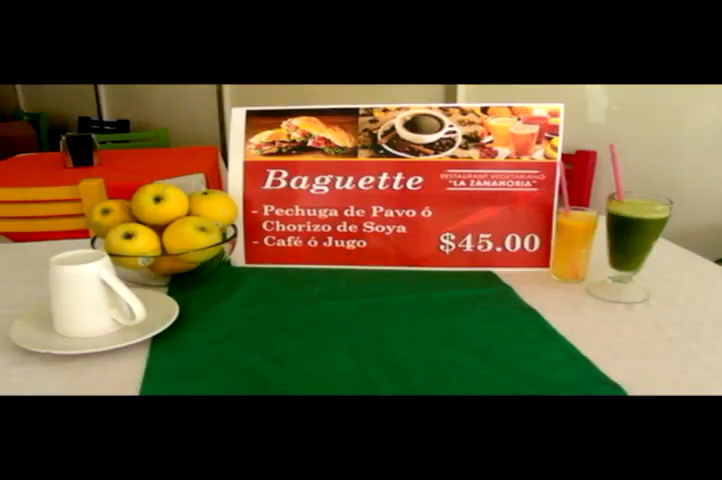 Baguette
RESTAURANT VEGETARIANO
"LA ZANAHORIA"
- Pechuga de Pavo ó
Chorizo de Soya
- Café ó Jugo
$45.00